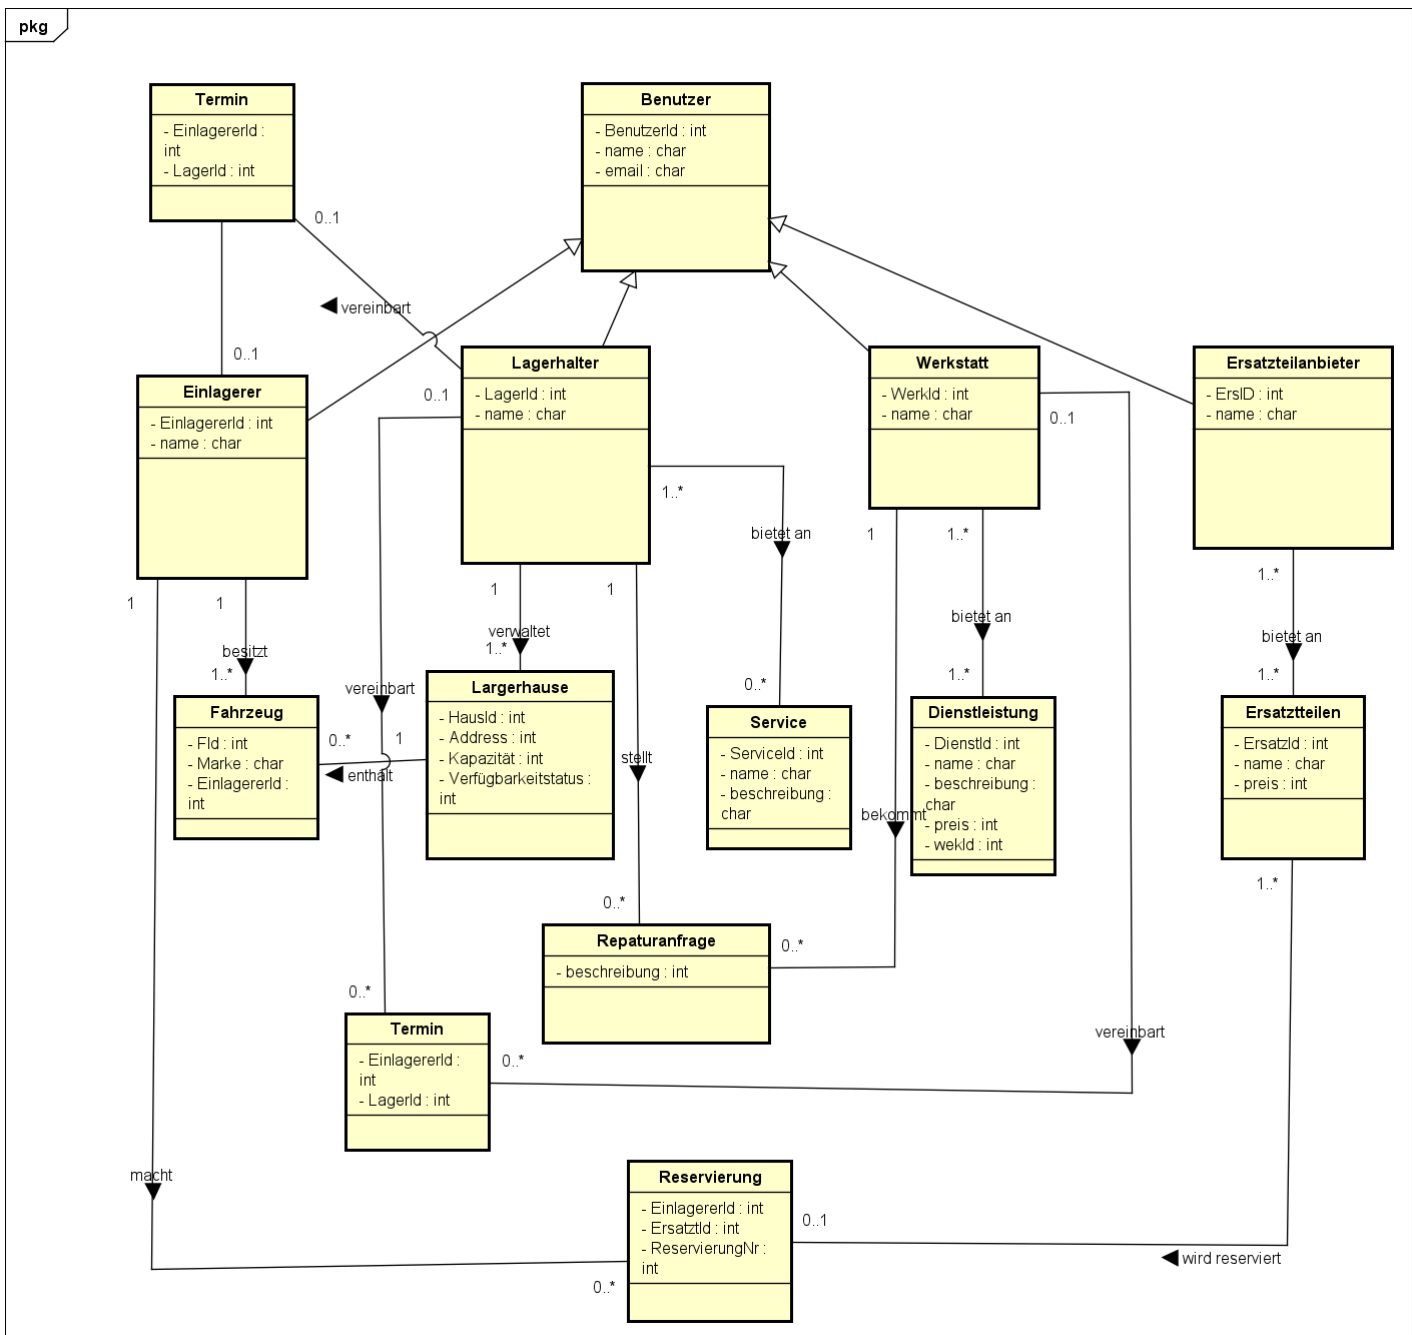 pkg
Termin
- EinlagererId :
int
- LagerId : int
Benutzer
- BenutzerId : int
- name : char
- email : char
0..1
vereinbart
0..1
Einlagerer
- EinlagererId : int
- name : char
Lagerhalter
- LagerId : int
- name : char
0..1
Werkstatt
- WerkId : int
- name : char
0..1
Ersatzteilanbieter
- ErsID : int
- name : char
1..*
bietet an
1
1..*
1..*
1
1
1
1
besitzt
1..*
verwaltet
1..*
bietet an
bietet an
vereinbart
0..*
1..*
1..*
Fahrzeug
- FId : int
- Marke : char
- EinlagererId :
int
0..*
1
enthält
Largerhause
- HausId : int
- Address : int
- Kapazität : int
- Verfügbarkeitstatus :
int
stellt
Service
- ServiceId : int
- name : char
- beschreibung :
char
bekommt
Dienstleistung
- DienstId : int
- name : char
- beschreibung :
char
- preis : int
- wekId : int
Ersatztteilen
- ErsatzId : int
- name : char
- preis : int
1..*
0..*
Repaturanfrage
- beschreibung : int
0..*
0..*
Termin
- EinlagererId :
int
- LagerId : int
0..*
vereinbart
macht
Reservierung
- EinlagererId : int
- ErsatztId : int
- ReservierungNr :
int
0..1
wird reserviert
0..*